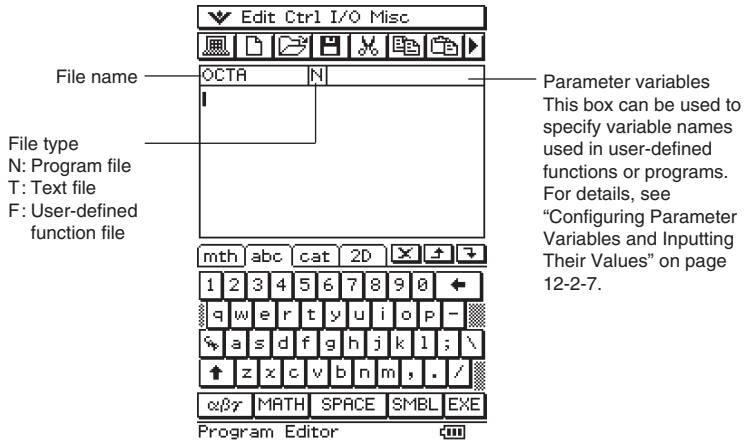 Edit Ctrl I/O Misc
File name
OCTA N
File type
N: Program file
T: Text file
F: User-defined
function file
Parameter variables
This box can be used to
specify variable names
used in user-defined
functions or programs.
For details, see
“Configuring Parameter
Variables and Inputting
Their Values” on page
12-2-7.
mth abc cat 2D
1 2 3 4 5 6 7 8 9 0 ←
q w e r t y u i o p -
a s d f g h j k l ; \
z x c v b n m , . /
αβγ MATH SPACE SMBL EXE
Program Editor